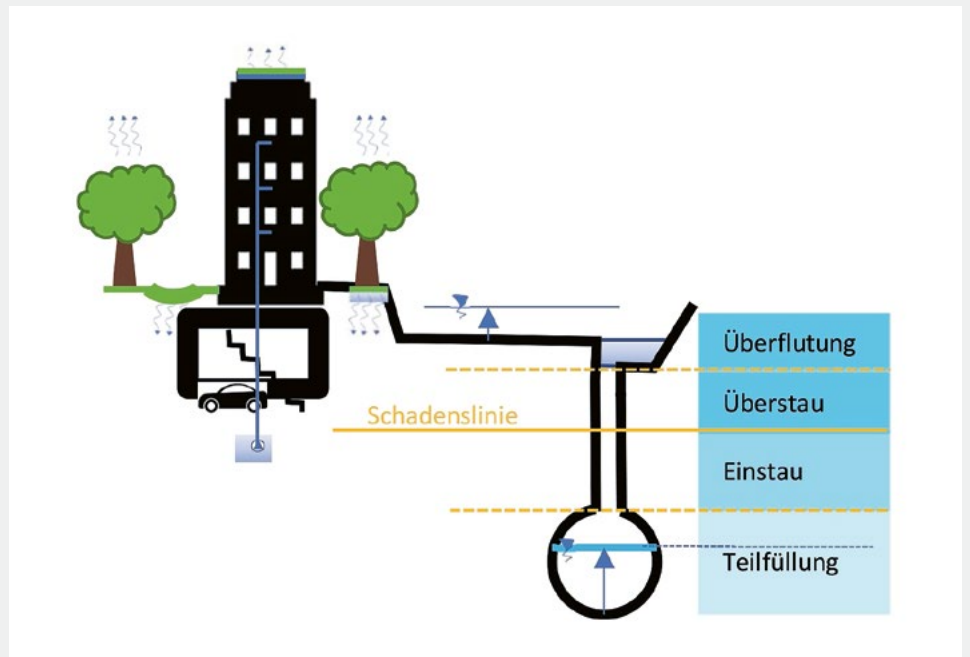 Überflutung
Überstau
Schadenslinie
Einstau
Teilfüllung